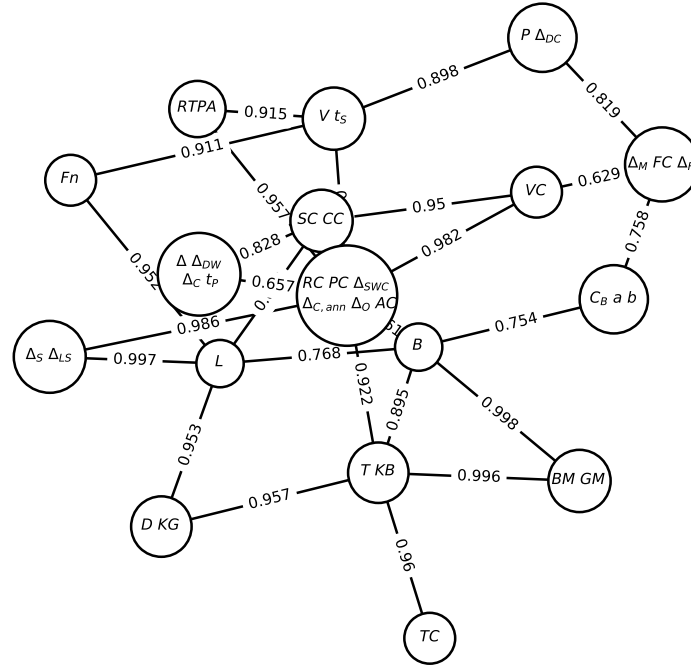 P Δ_DC
0.898
0.819
RTPA
0.915
V t_S
0.911
Δ_M FC
Fn
0.957
VC
0.629
0.758
SC CC
0.95
0.828
0.982
0.952
Δ Δ_DW
Δ_C t_P
0.657
RC PC Δ_SWC
Δ_C,ann Δ_O AC
C_B a b
0.986
0.754
Δ_S Δ_LS
0.997
L
0.768
B
0.922
0.895
0.998
0.953
T KB
0.996
BM GM
0.957
D KG
0.96
TC